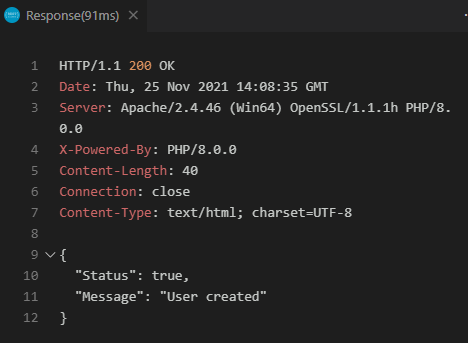 Response(91ms)
1 HTTP/1.1 200 OK
2 Date: Thu, 25 Nov 2021 14:08:35 GMT
3 Server: Apache/2.4.46 (Win64) OpenSSL/1.1.1h PHP/8.
0.0
4 X-Powered-By: PHP/8.0.0
5 Content-Length: 40
6 Connection: close
7 Content-Type: text/html; charset=UTF-8
8
9 {
10 "Status": true,
11 "Message": "User created"
12 }